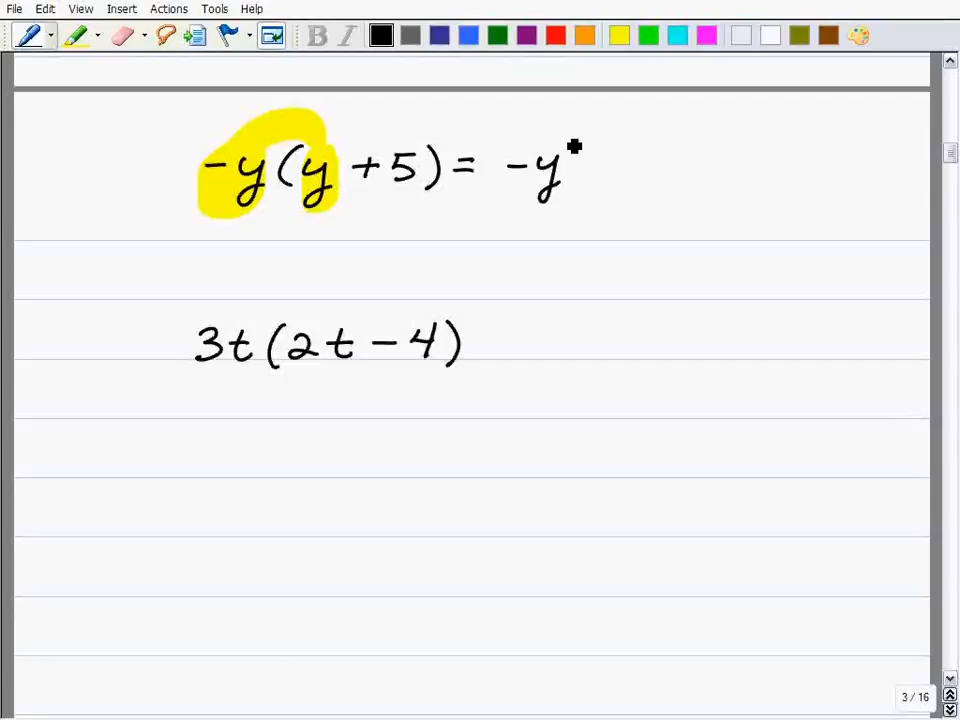 File Edit View Insert Actions Tools Help
B I
-y(y+5)= -y
3t(2t-4)
3 / 16